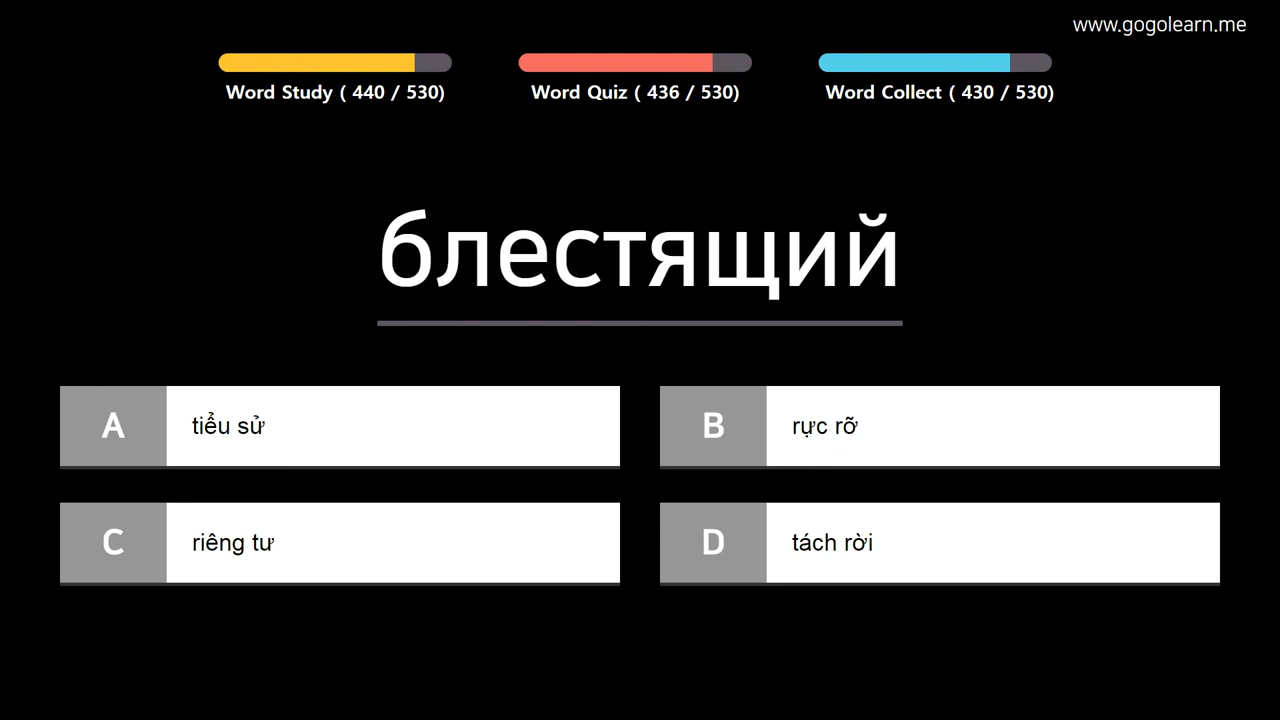 www.gogolearn.me
Word Study ( 440 / 530)
Word Quiz ( 436 / 530)
Word Collect ( 430 / 530)
блестящий
A tiểu sử
B rực rỡ
C riêng tư
D tách rời